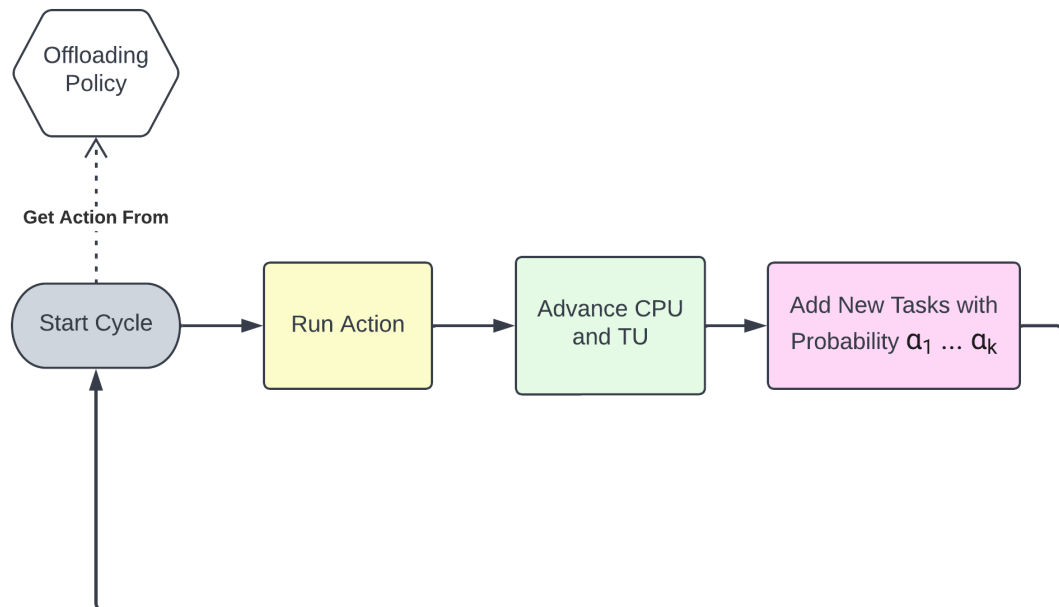 Offloading
Policy
Get Action From
Start Cycle
Run Action
Advance CPU
and TU
Add New Tasks with
Probability α₁ ... αₖ